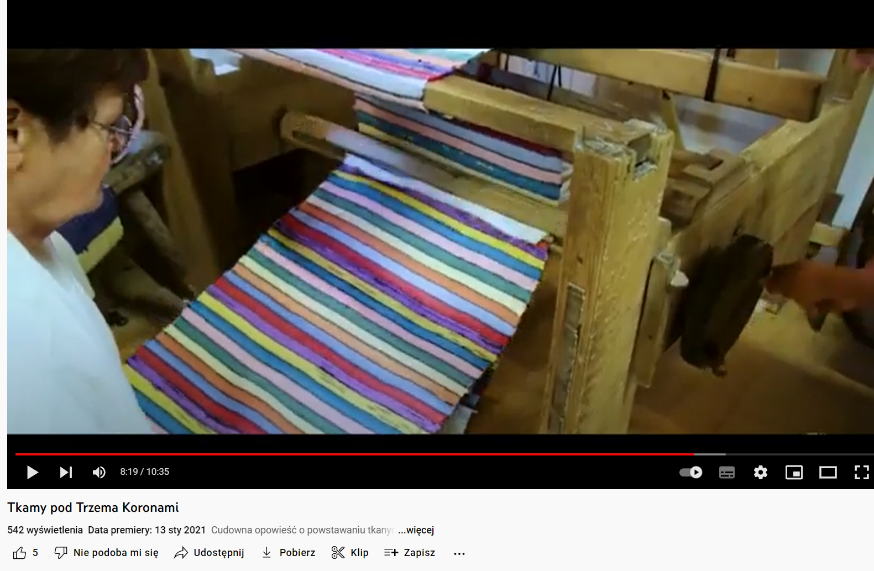 8:19 / 10:35
Tkamy pod Trzema Koronami
542 wyświetlenia Data premiery: 13 sty 2021 Cudowna opowieść o powstawaniu tkany ...więcej
5 Nie podoba mi się Udostępnij Pobierz Klip Zapisz ...